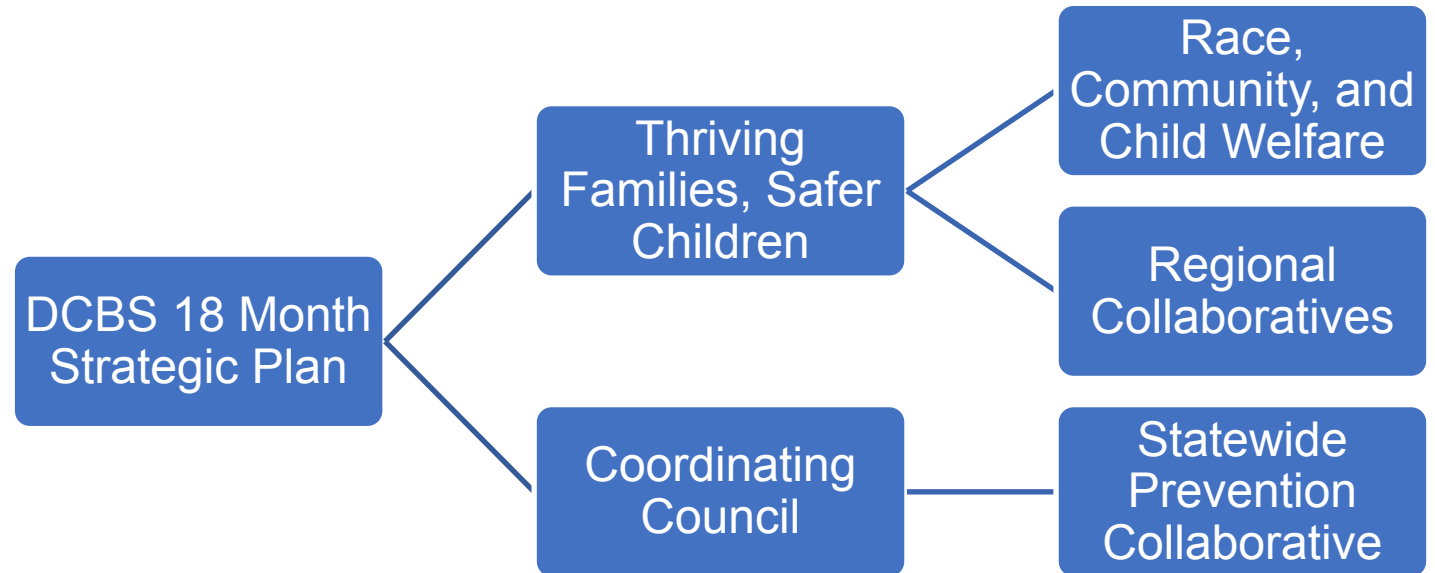 DCBS 18 Month
Strategic Plan
Thriving
Families, Safer
Children
Coordinating
Council
Race,
Community, and
Child Welfare
Regional
Collaboratives
Statewide
Prevention
Collaborative